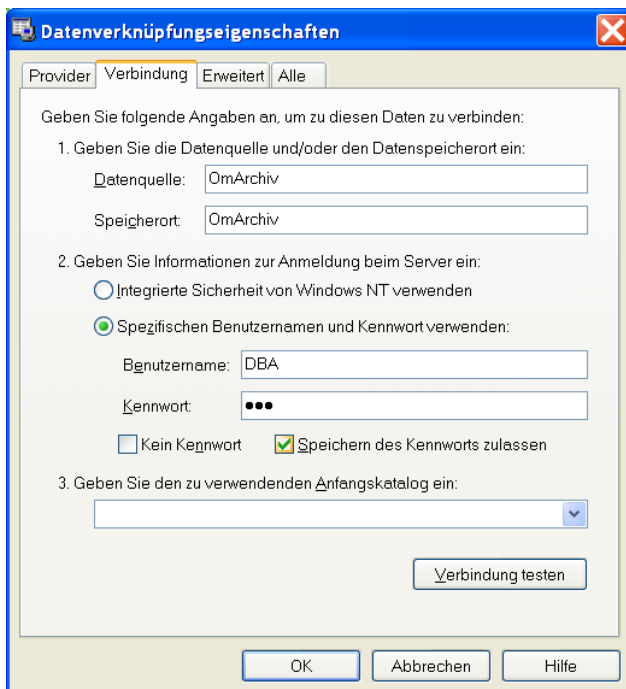 Datenverknüpfungseigenschaften
Provider Verbindung Erweitert Alle
Geben Sie folgende Angaben an, um zu diesen Daten zu verbinden:
1. Geben Sie die Datenquelle und/oder den Datenspeicherort ein:
Datenquelle: OmArchiv
Speicherort: OmArchiv
2. Geben Sie Informationen zur Anmeldung beim Server ein:
Integrierte Sicherheit von Windows NT verwenden
Spezifischen Benutzernamen und Kennwort verwenden:
Benutzername: DBA
Kennwort: ●●●
Kein Kennwort Speichern des Kennworts zulassen
3. Geben Sie den zu verwendenden Anfangskatalog ein:
Verbindung testen
OK Abbrechen Hilfe